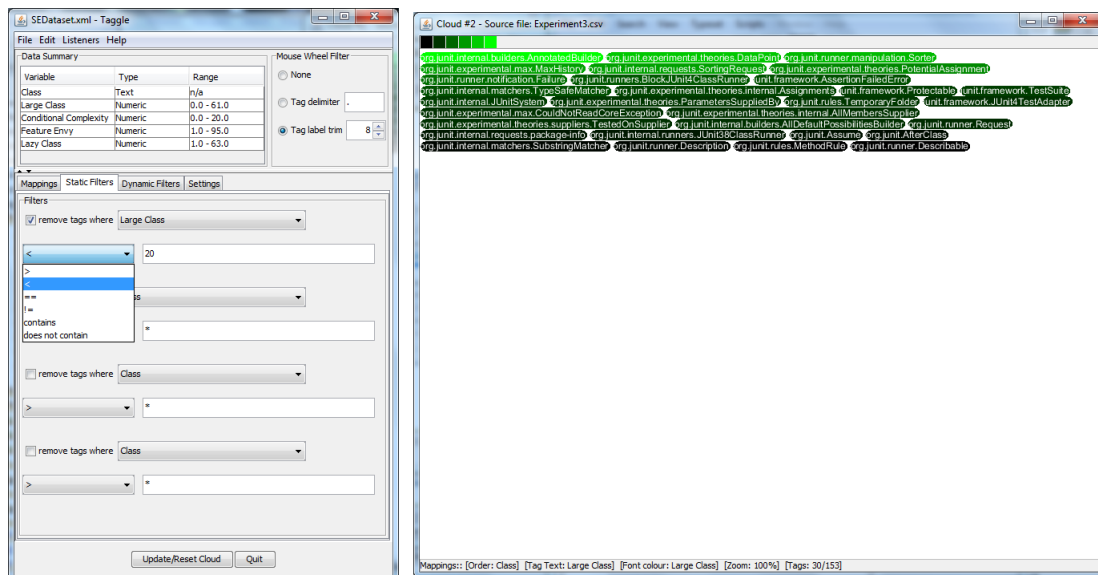 SEDataset.xml - Taggle
File Edit Listeners Help
Data Summary
Variable Type Range
Class Text n/a
Large Class Numeric 0.0 - 61.0
Conditional Complexity Numeric 0.0 - 20.0
Feature Envy Numeric 1.0 - 95.0
Lazy Class Numeric 1.0 - 63.0
Mouse Wheel Filter
None
Tag delimiter .
Tag label trim 8
Mappings Static Filters Dynamic Filters Settings
Filters
remove tags where Large Class
< 20
>
<
==
!=
contains
does not contain
ss
*
remove tags where Class
> *
remove tags where Class
> *
Update/Reset Cloud Quit
Cloud #2 - Source file: Experiment3.csv
org.junit.internal.builders.AnnotatedBuilder org.junit.experimental.theories.DataPoint org.junit.runner.manipulation.Sorter
org.junit.experimental.max.MaxHistory org.junit.internal.requests.SortingRequest org.junit.experimental.theories.PotentialAssignment
org.junit.runner.notification.Failure org.junit.runners.BlockJUnit4ClassRunner unit.framework.AssertionFailedError
org.junit.internal.matchers.TypeSafeMatcher org.junit.experimental.theories.internal.Assignments unit.framework.Protectable unit.framework.TestSuite
org.junit.internal.JUnitSystem org.junit.experimental.theories.ParametersSuppliedBy org.junit.rules.TemporaryFolder unit.framework.JUnit4TestAdapter
org.junit.experimental.max.CouldNotReadCoreException org.junit.experimental.theories.internal.AllMembersSupplier
org.junit.experimental.theories.suppliers.TestedOnSupplier org.junit.internal.builders.AllDefaultPossibilitiesBuilder org.junit.runner.Request
org.junit.internal.requests.package-info org.junit.internal.runners.JUnit38ClassRunner org.junit.Assume org.junit.AfterClass
org.junit.internal.matchers.SubstringMatcher org.junit.runner.Description org.junit.rules.MethodRule org.junit.runner.Describable
Mappings:: [Order: Class] [Tag Text: Large Class] [Font colour: Large Class] [Zoom: 100%] [Tags: 30/153]